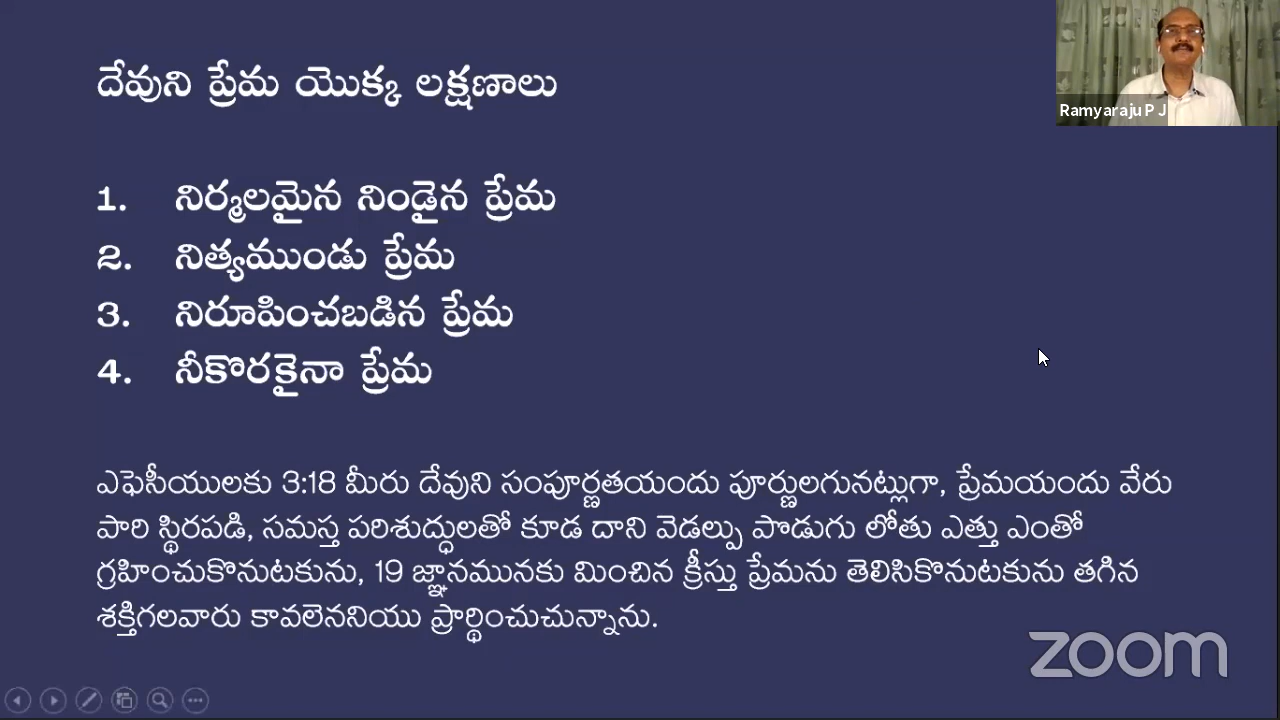 దేవుని ప్రేమ యొక్క లక్షణాలు
Ramyaraju P J
1. నిర్మలమైన నిండైన ప్రేమ
2. నిత్యముండు ప్రేమ
3. నిరూపించబడిన ప్రేమ
4. నీకొరకైనా ప్రేమ
ఎఫెసీయులకు 3:18 మీరు దేవుని సంపూర్ణతయందు పూర్ణులగునట్లుగా, ప్రేమయందు వేరు
పారి స్థిరపడి, సమస్త పరిశుద్ధులతో కూడ దాని వెడల్పు పొడుగు లోతు ఎత్తు ఎంతో
గ్రహించుకొనుటకును, 19 జ్ఞానమునకు మించిన క్రీస్తు ప్రేమను తెలిసికొనుటకును తగిన
శక్తిగలవారు కావలెననియు ప్రార్థించుచున్నాను.
zoom